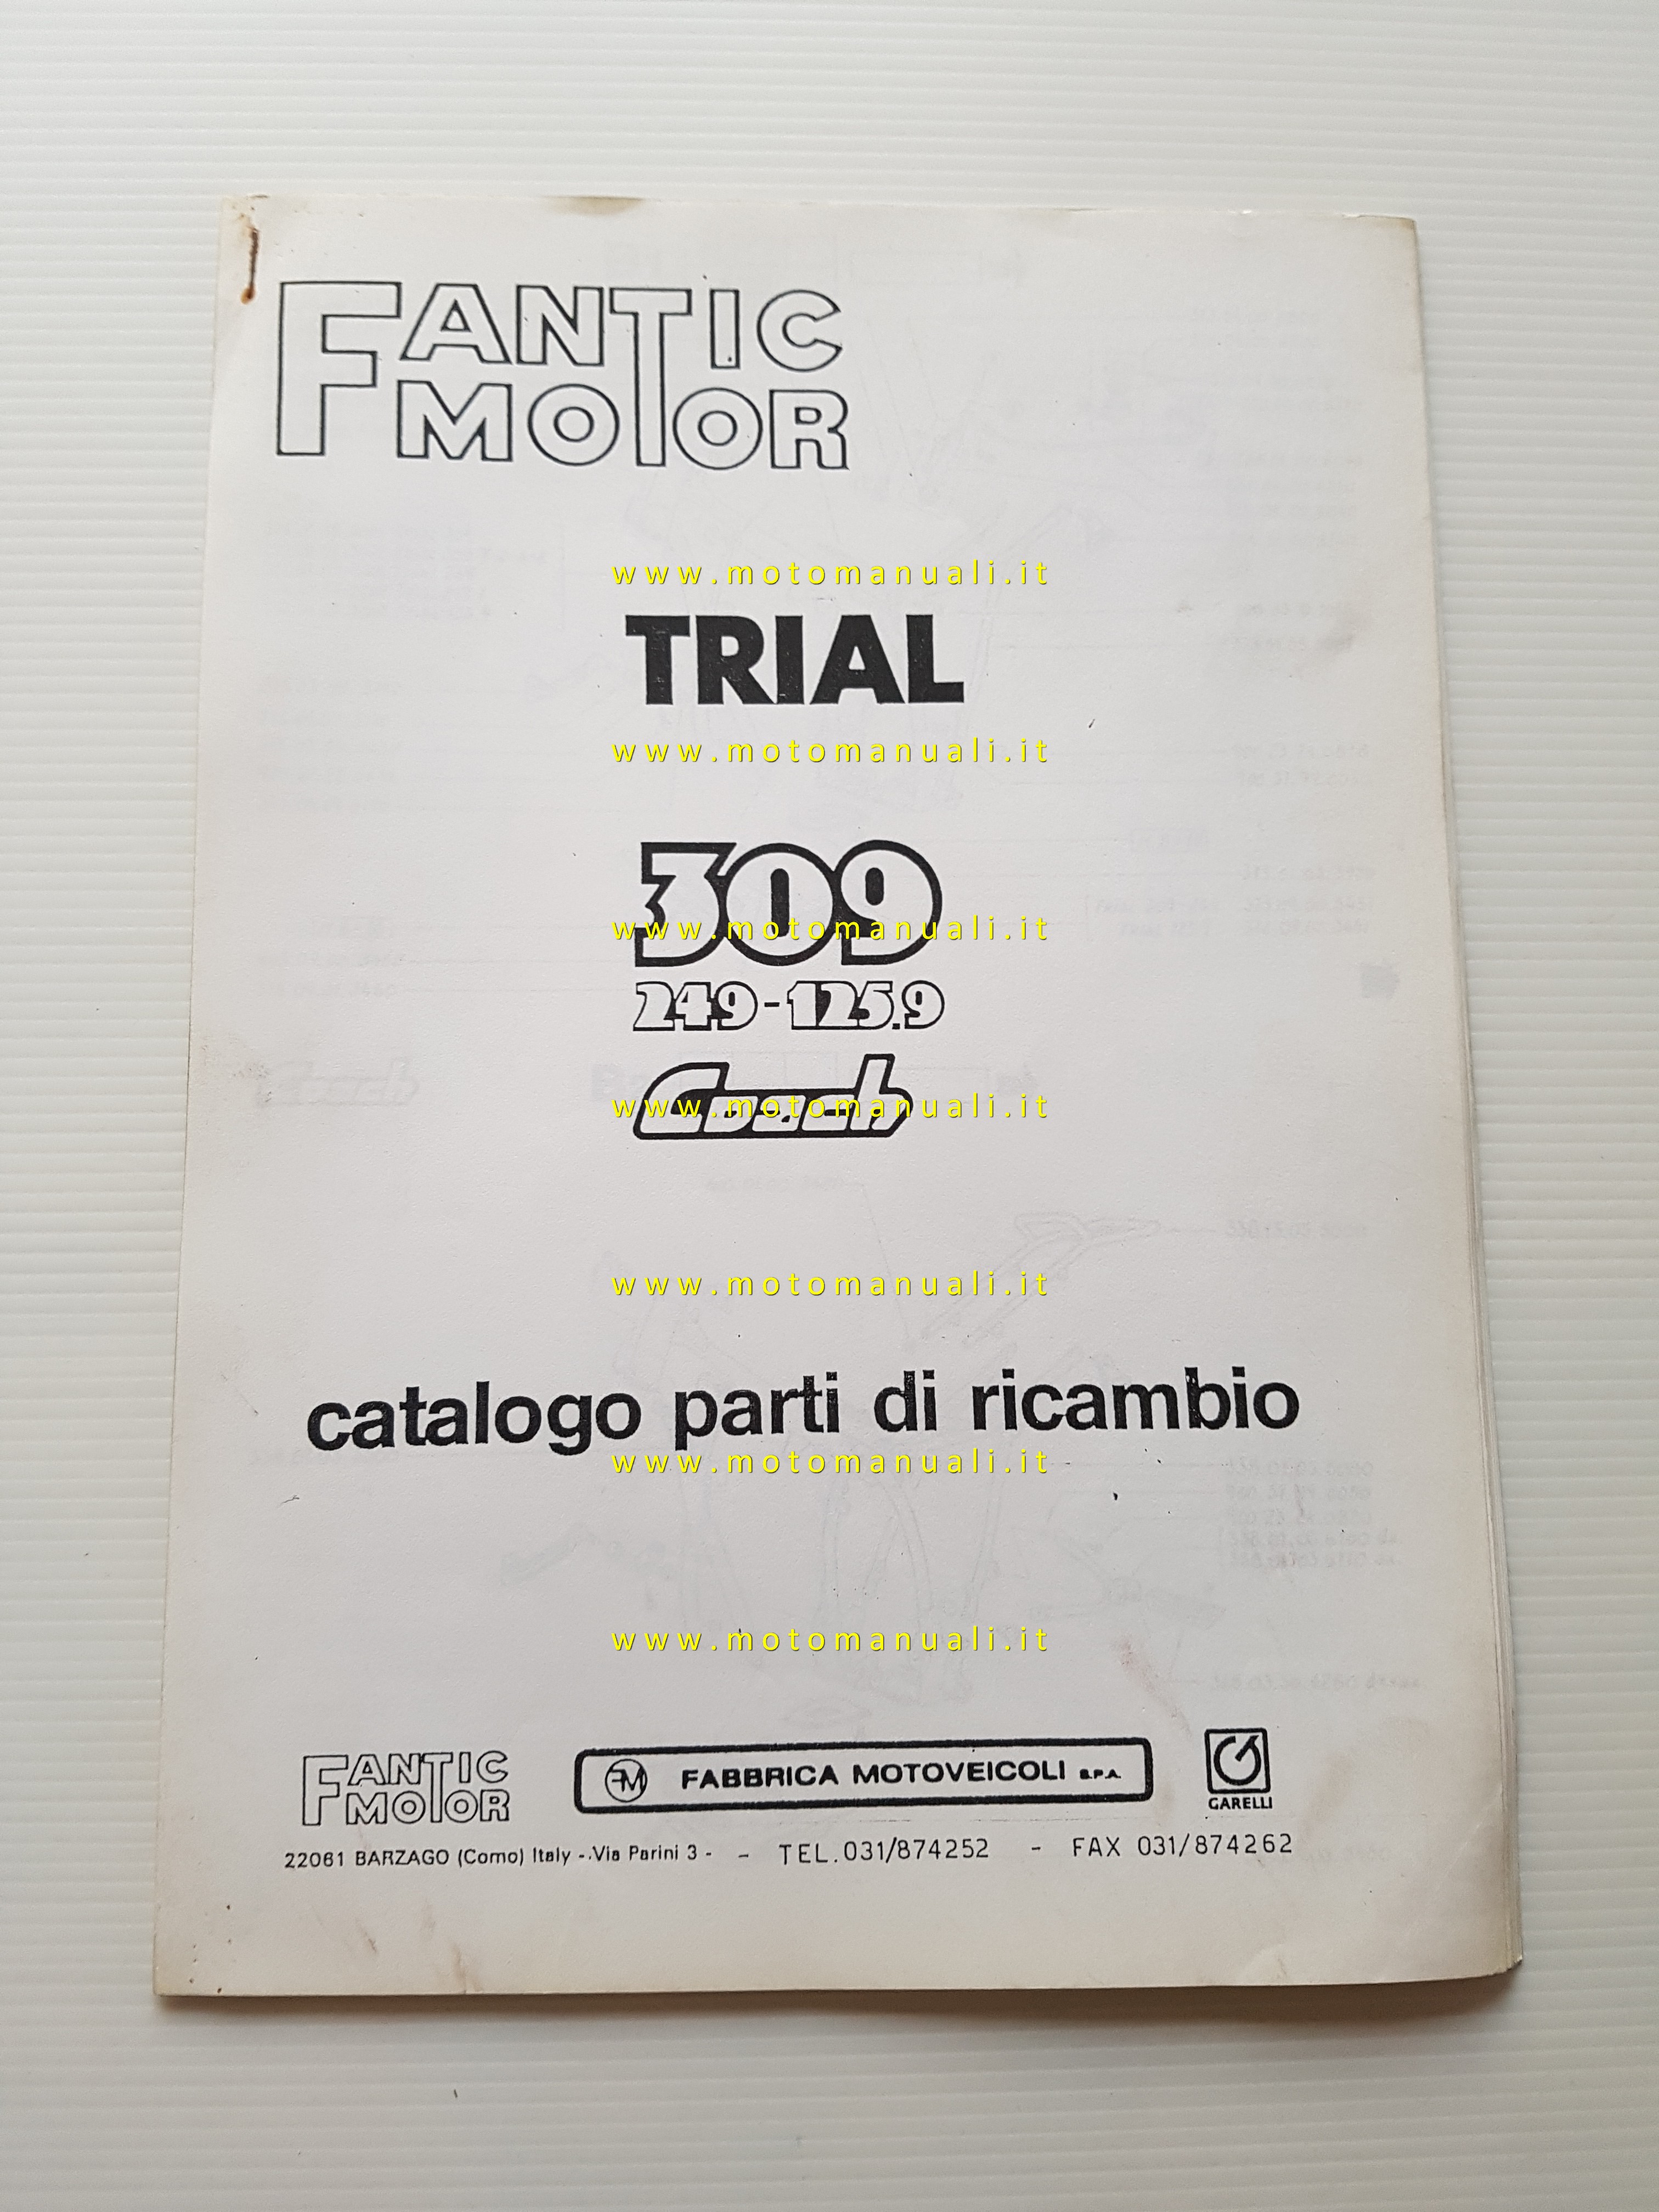 FANTIC
MOTOR
www.motomanuali.it
TRIAL
www.motomanuali.it
309
www.motomanuali.it
249-125.9
Coach
www.motomanuali.it
www.motomanuali.it
catalogo parti di ricambio
www.motomanuali.it
www.motomanuali.it
FANTIC
MOTOR
FM FABBRICA MOTOVEICOLI S.P.A.
G
GARELLI
22061 BARZAGO (Como) Italy -.Via Parini 3 - - TEL.031/874252 - FAX 031/874262